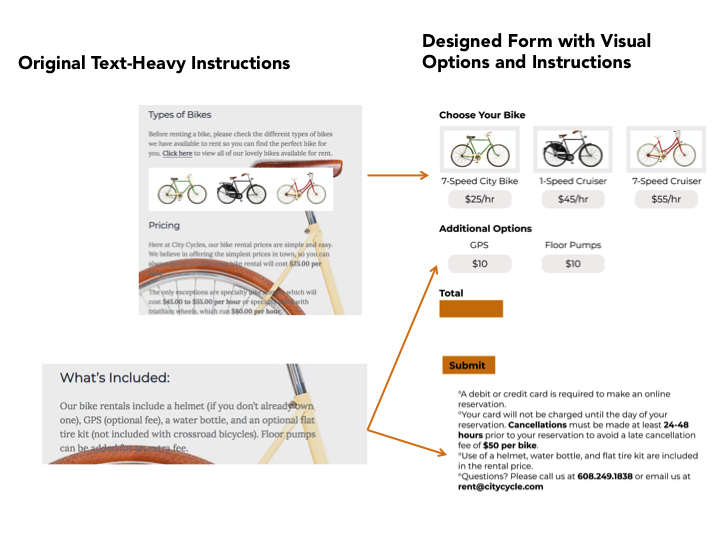 Original Text-Heavy Instructions
Designed Form with Visual
Options and Instructions
Types of Bikes
Before renting a bike, please check the different types of bikes
we have available to rent so you can find the perfect bike for
you. Click here to view all of our lovely bikes available for rent.
Pricing
Here at City Cycles, our bike rental prices are simple and easy.
We believe in offering the simplest prices in town, so you can
rental will cost $25.00 per
The only exceptions are specialty which will
cost $45.00 to $55.00 per hour or specialty with
triathlon wheels, which run $80.00 per hour.
What's Included:
Our bike rentals include a helmet (if you don't already own
one), GPS (optional fee), a water bottle, and an optional flat
tire kit (not included with crossroad bicycles). Floor pumps
can be added for an extra fee.
Choose Your Bike
7-Speed City Bike
1-Speed Cruiser
7-Speed Cruiser
$25/hr
$45/hr
$55/hr
Additional Options
GPS
Floor Pumps
$10
$10
Total
Submit
°A debit or credit card is required to make an online
reservation.
°Your card will not be charged until the day of your
reservation. Cancellations must be made at least 24-48
hours prior to your reservation to avoid a late cancellation
fee of $50 per bike.
°Use of a helmet, water bottle, and flat tire kit are included
in the rental price.
°Questions? Please call us at 608.249.1838 or email us at
rent@citycycle.com